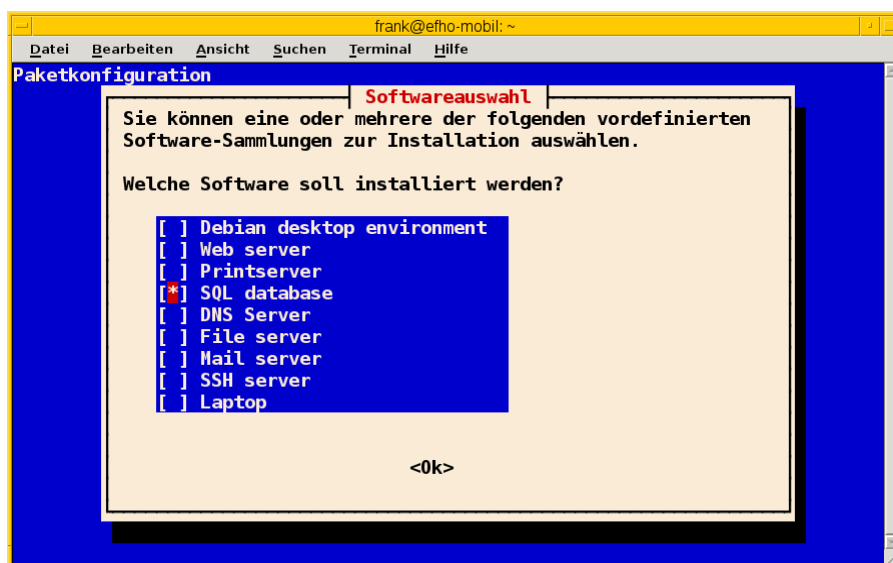 frank@efho-mobil: ~
Datei Bearbeiten Ansicht Suchen Terminal Hilfe
Paketkonfiguration
Softwareauswahl
Sie können eine oder mehrere der folgenden vordefinierten
Software-Sammlungen zur Installation auswählen.
Welche Software soll installiert werden?
[ ] Debian desktop environment
[ ] Web server
[ ] Printserver
[*] SQL database
[ ] DNS Server
[ ] File server
[ ] Mail server
[ ] SSH server
[ ] Laptop
<Ok>